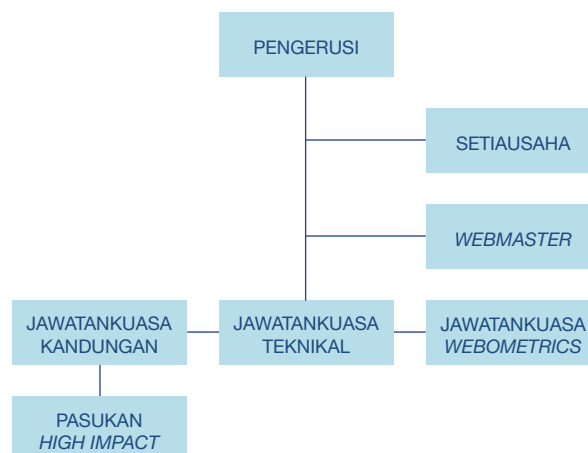 PENGERUSI
SETIAUSAHA
WEBMASTER
JAWATANKUASA
KANDUNGAN
JAWATANKUASA
TEKNIKAL
JAWATANKUASA
WEBOMETRICS
PASUKAN
HIGH IMPACT